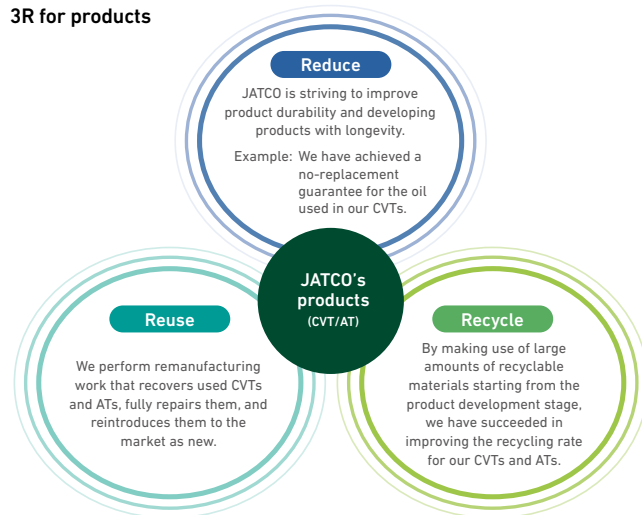 3R for products
Reduce
JATCO is striving to improve
product durability and developing
products with longevity.
Example: We have achieved a
no-replacement
guarantee for the oil
used in our CVTs.
JATCO's
products
(CVT/AT)
Reuse
We perform remanufacturing
work that recovers used CVTs
and ATs, fully repairs them, and
reintroduces them to the
market as new.
Recycle
By making use of large
amounts of recyclable
materials starting from the
product development stage,
we have succeeded in
improving the recycling rate
for our CVTs and ATs.